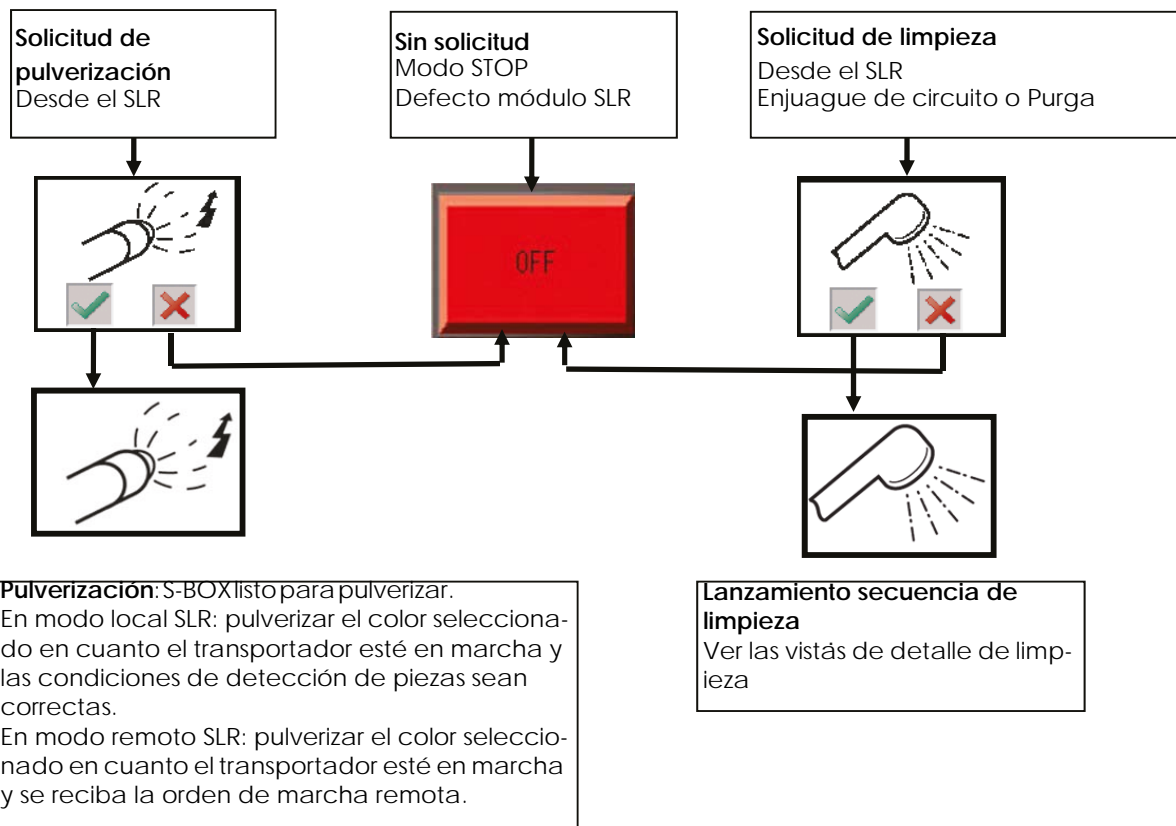 Solicitud de
pulverización
Desde el SLR
Sin solicitud
Modo STOP
Defecto módulo SLR
Solicitud de limpieza
Desde el SLR
Enjuague de circuito o Purga
OFF
Pulverización: S-BOX listo para pulverizar.
En modo local SLR: pulverizar el color selecciona-
do en cuanto el transportador esté en marcha y
las condiciones de detección de piezas sean
correctas.
En modo remoto SLR: pulverizar el color seleccio-
nado en cuanto el transportador esté en marcha
y se reciba la orden de marcha remota.
Lanzamiento secuencia de
limpieza
Ver las vistas de detalle de limp-
ieza